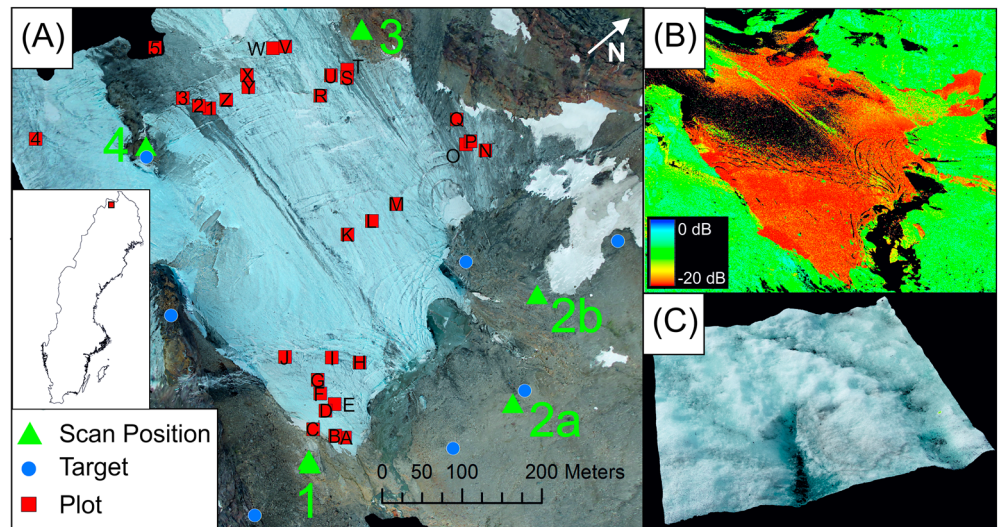 (A)
3
N
(B)
5
W V
T
U S
X
Y
R
3 2 1 Z
Q
4
4
P
O N
0 dB
-20 dB
M
L
K
2b
(C)
J I H
G
F
E
D
2a
C
B A
1
0 50 100 200 Meters
Scan Position
Target
Plot